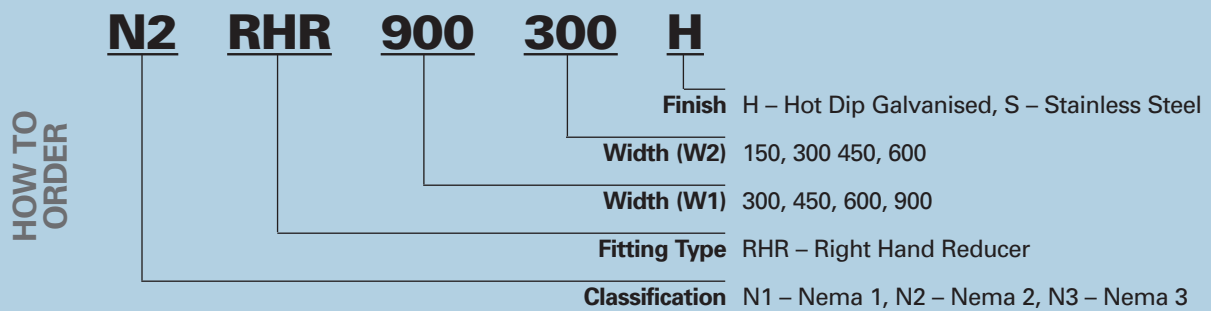 N2 RHR 900 300 H
HOW TO
ORDER
Finish H – Hot Dip Galvanised, S – Stainless Steel
Width (W2) 150, 300 450, 600
Width (W1) 300, 450, 600, 900
Fitting Type RHR – Right Hand Reducer
Classification N1 – Nema 1, N2 – Nema 2, N3 – Nema 3